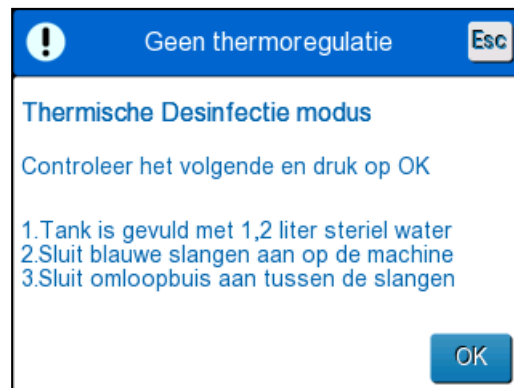 Geen thermoregulatie
Esc
Thermische Desinfectie modus
Controleer het volgende en druk op OK
1.Tank is gevuld met 1,2 liter steriel water
2.Sluit blauwe slangen aan op de machine
3.Sluit omloopbuis aan tussen de slangen
OK